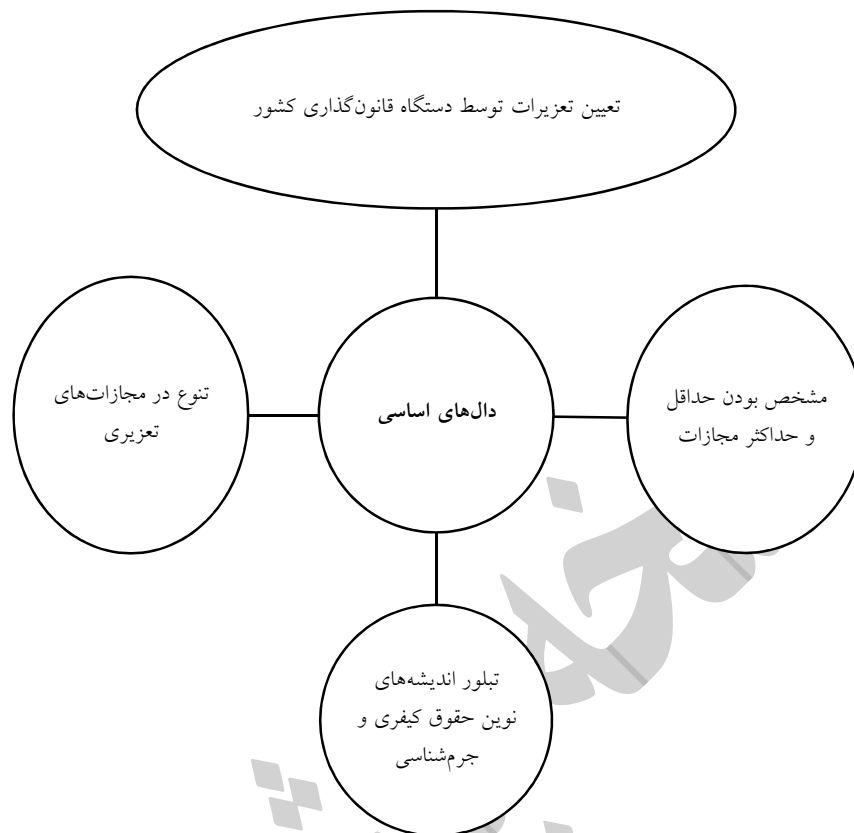 تعیین تعزیرات توسط دستگاه قانون‌گذاری کشور
مشخص بودن حداقل
و حداکثر مجازات
دال‌های اساسی
تنوع در مجازات‌های
تعزیری
تبلور اندیشه‌های
نوین حقوق کیفری و
جرم‌شناسی